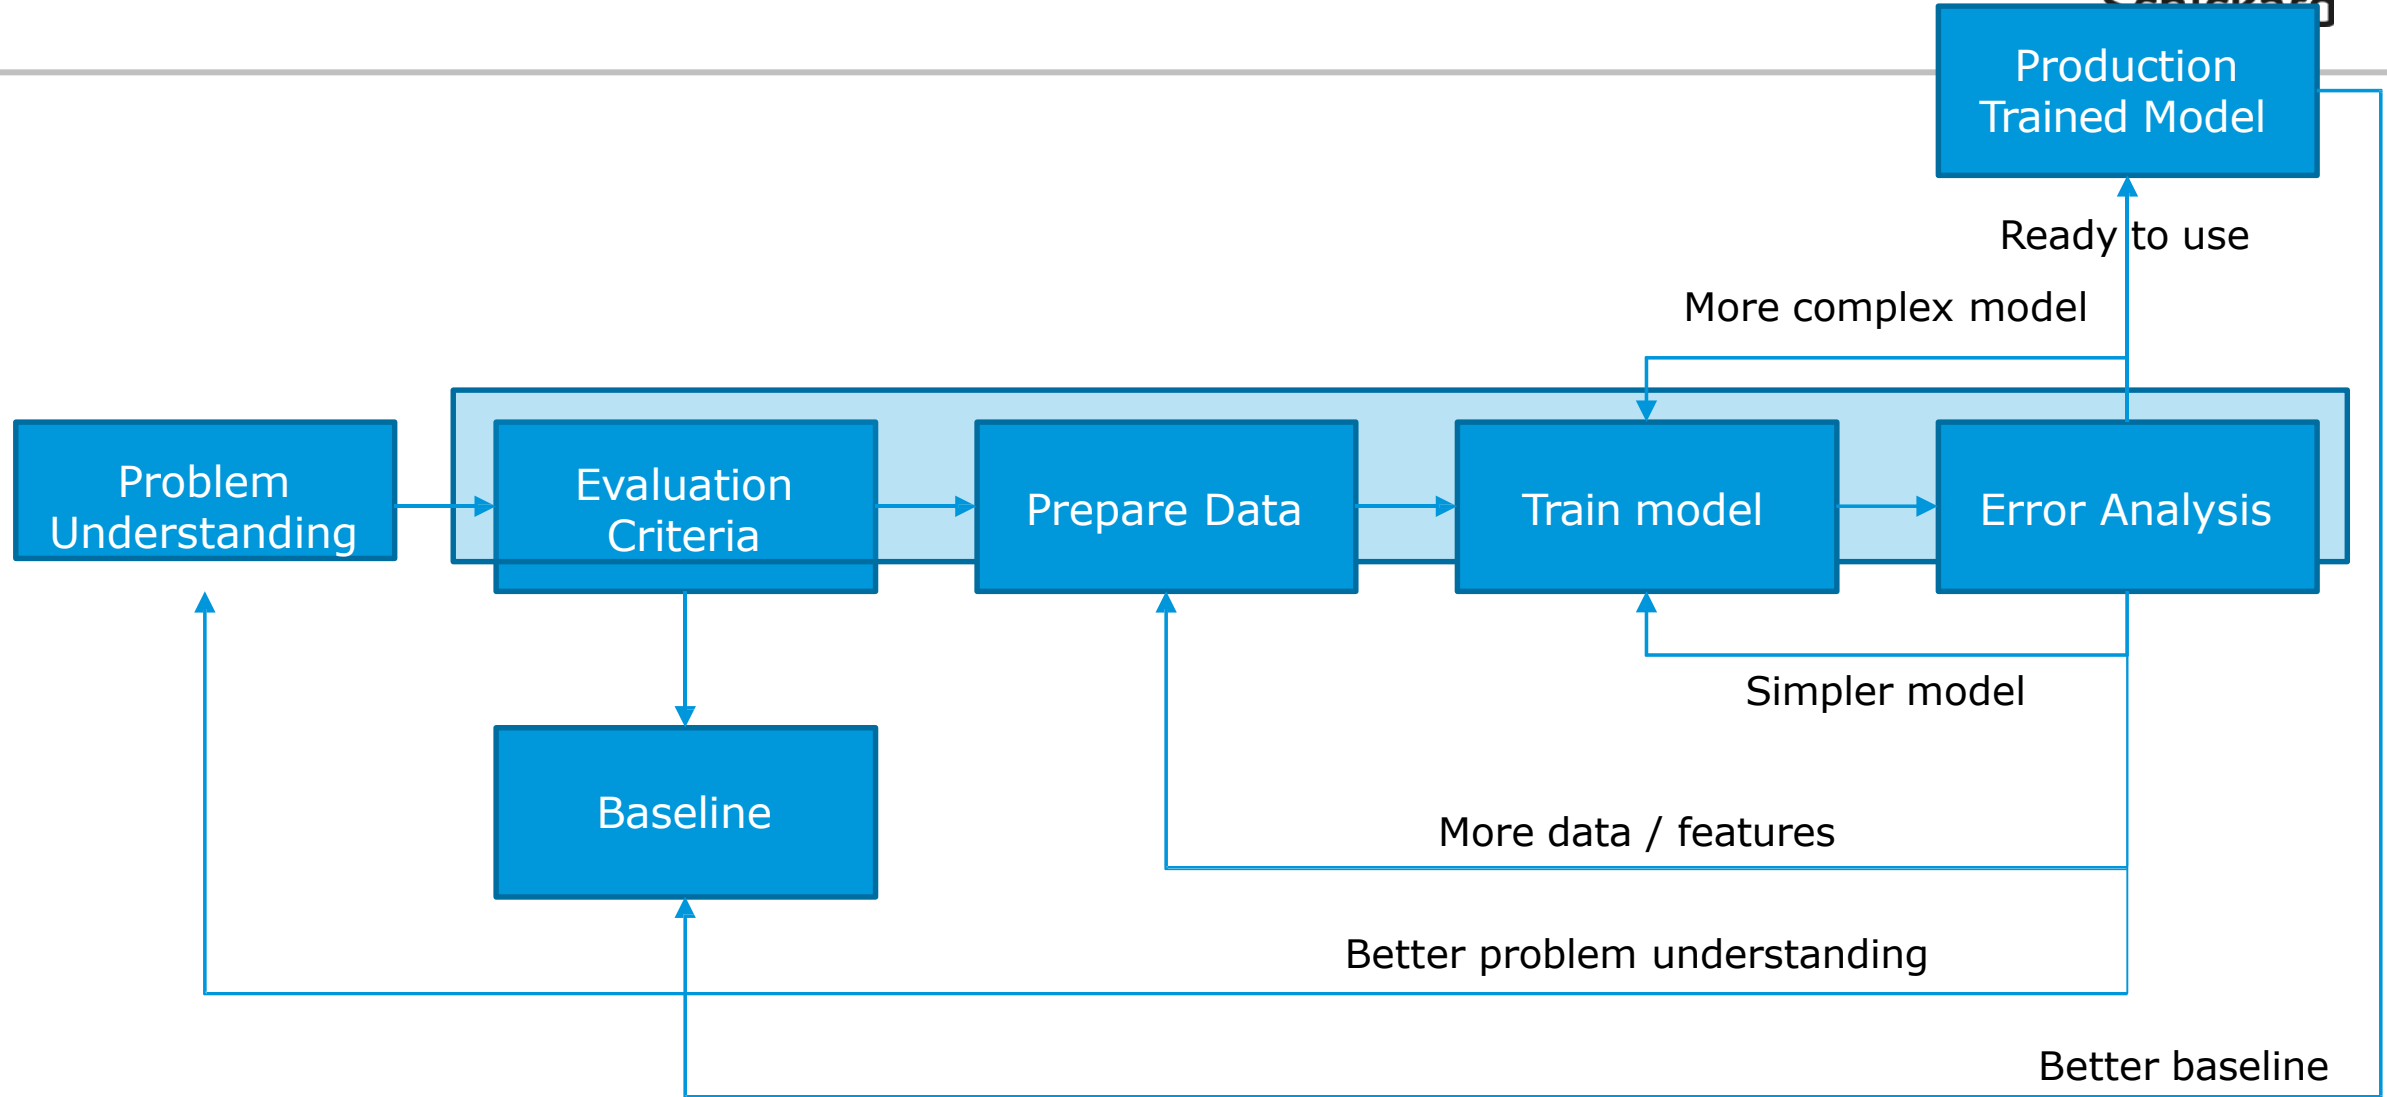 Production
Trained Model
Ready to use
More complex model
Problem
Understanding
Evaluation
Criteria
Prepare Data
Train model
Error Analysis
Simpler model
Baseline
More data / features
Better problem understanding
Better baseline